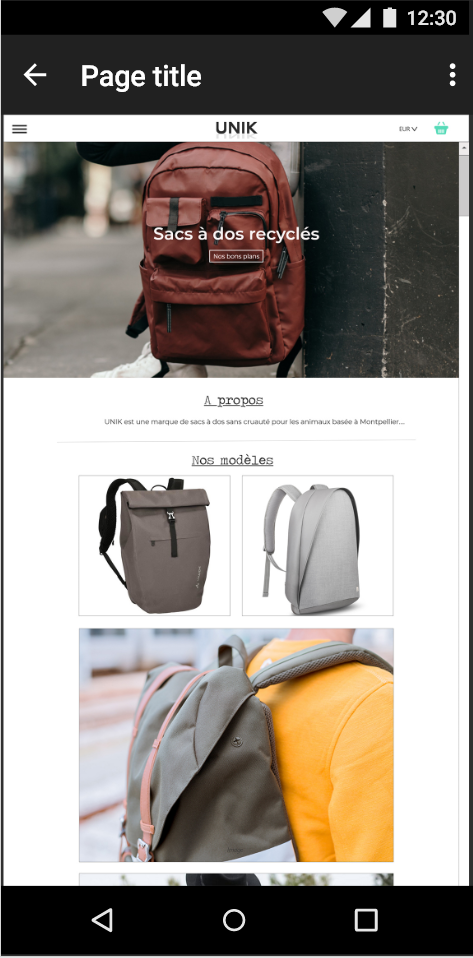 12:30
Page title
UNIK
EUR
Sacs à dos recyclés
Nos bons plans
A propos
UNIK est une marque de sacs à dos sans cruauté pour les animaux basée à Montpellier....
Nos modèles